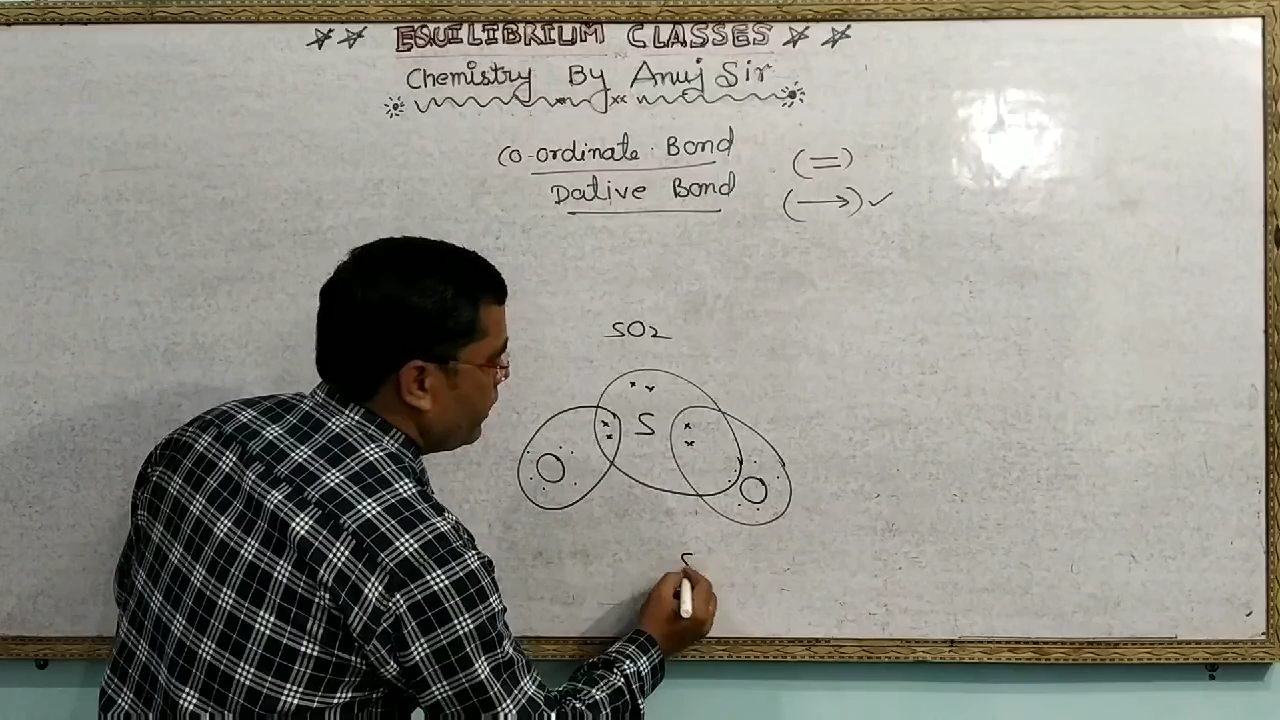 EQUILIBRIUM CLASSES
Chemistry By Anuj Sir
Co-ordinate Bond (=)
Dative Bond (→)✓
SO2
S
O
O
S